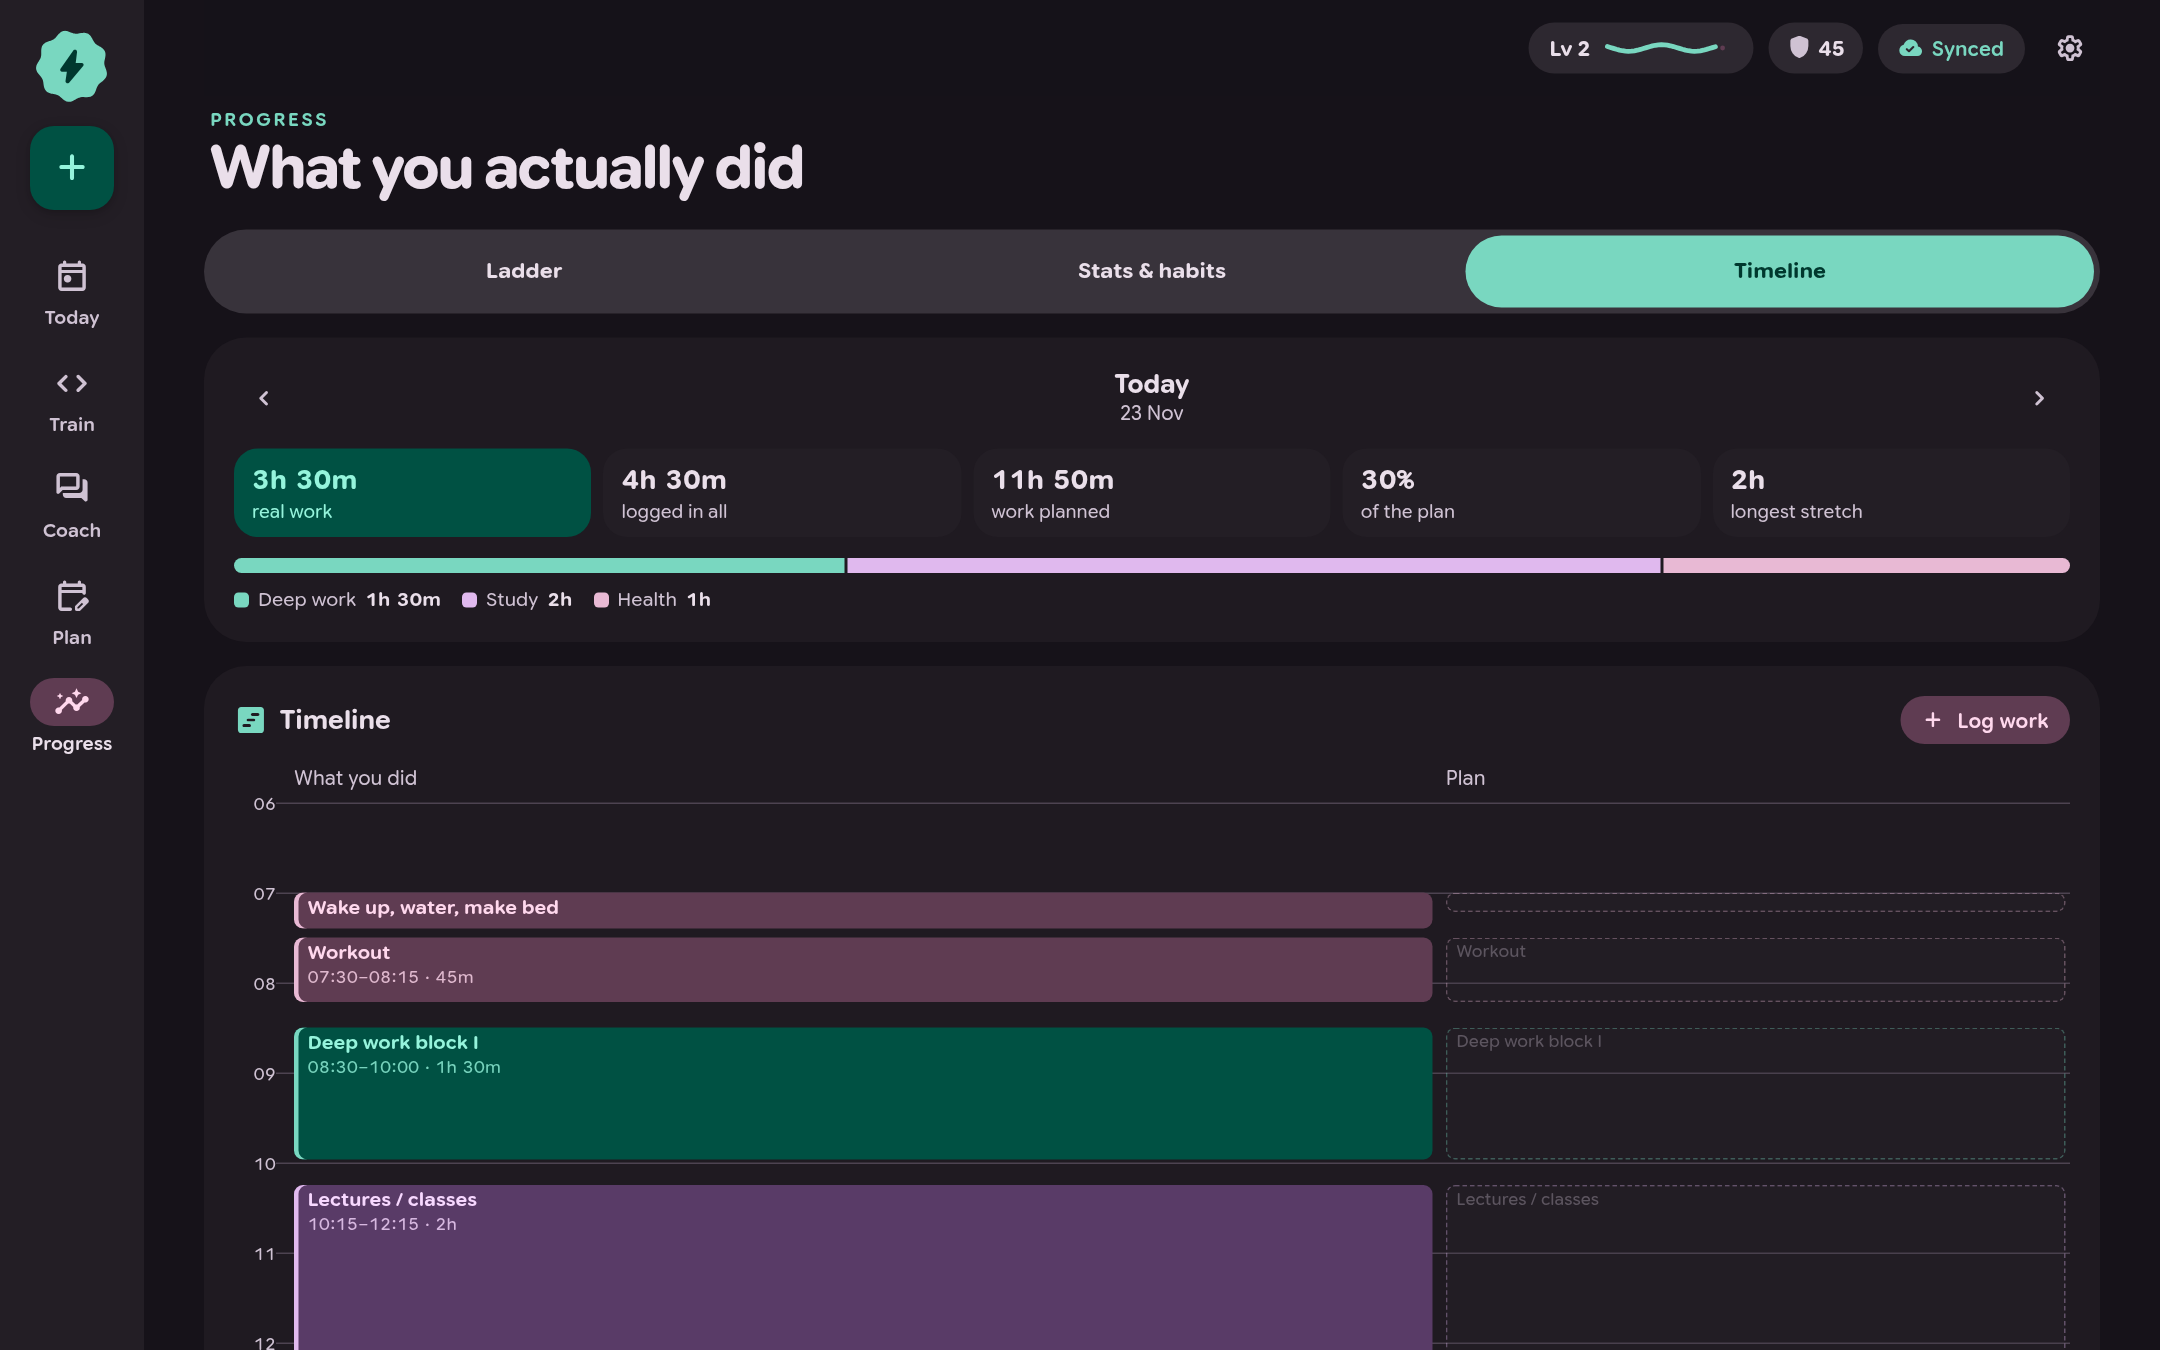 Lv 2
45
Synced
PROGRESS
What you actually did
Today
Train
Coach
Plan
Progress
Ladder
Stats & habits
Timeline
Today
23 Nov
3h 30m
real work
4h 30m
logged in all
11h 50m
work planned
30%
of the plan
2h
longest stretch
Deep work 1h 30m
Study 2h
Health 1h
Timeline
Log work
What you did
Plan
06
07
Wake up, water, make bed
Workout
07:30–08:15 · 45m
Workout
08
Deep work block I
08:30–10:00 · 1h 30m
Deep work block I
09
10
Lectures / classes
10:15–12:15 · 2h
Lectures / classes
11
12